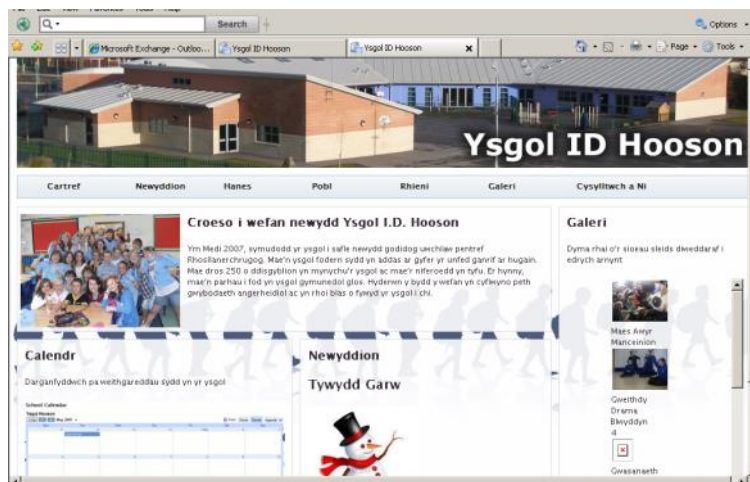 Search
Options
Microsoft Exchange - Outloo...
Ysgol ID Hooson
Ysgol ID Hooson
Page
Tools
Ysgol ID Hooson
Cartref Newyddion Hanes Pobl Rhieni Galeri Cysylltwch a Ni
Croeso i wefan newydd Ysgol I.D. Hooson
Ym Medi 2007, symudodd yr ysgol i safle newydd godidog uwchlaw pentref
Rhosllanerchrugog. Mae'n ysgol fodern sydd yn addas ar gyfer yr unfed ganrif ar hugain.
Mae dros 250 o ddisgyblion yn mynychu'r ysgol ac mae'r niferoedd yn tyfu. Er hynny,
mae'n parhau i fod yn ysgol gymunedol glos. Hyderwn y bydd y wefan yn cyflwyno peth
gwybodaeth angerheidiol ac yn rhoi blas o fywyd yr ysgol i chi.
Galeri
Dyma rhai o'r sioeau sleids diweddaraf i
edrych arnynt
Maes Awyr
Manceinion
Gweithdy
Drama
Blwyddyn
4
Gwasanaeth
Calendr
Darganfyddwch pa weithgareddau sydd yn yr ysgol
School Calendar
Ysgol Hooson
Newyddion
Tywydd Garw